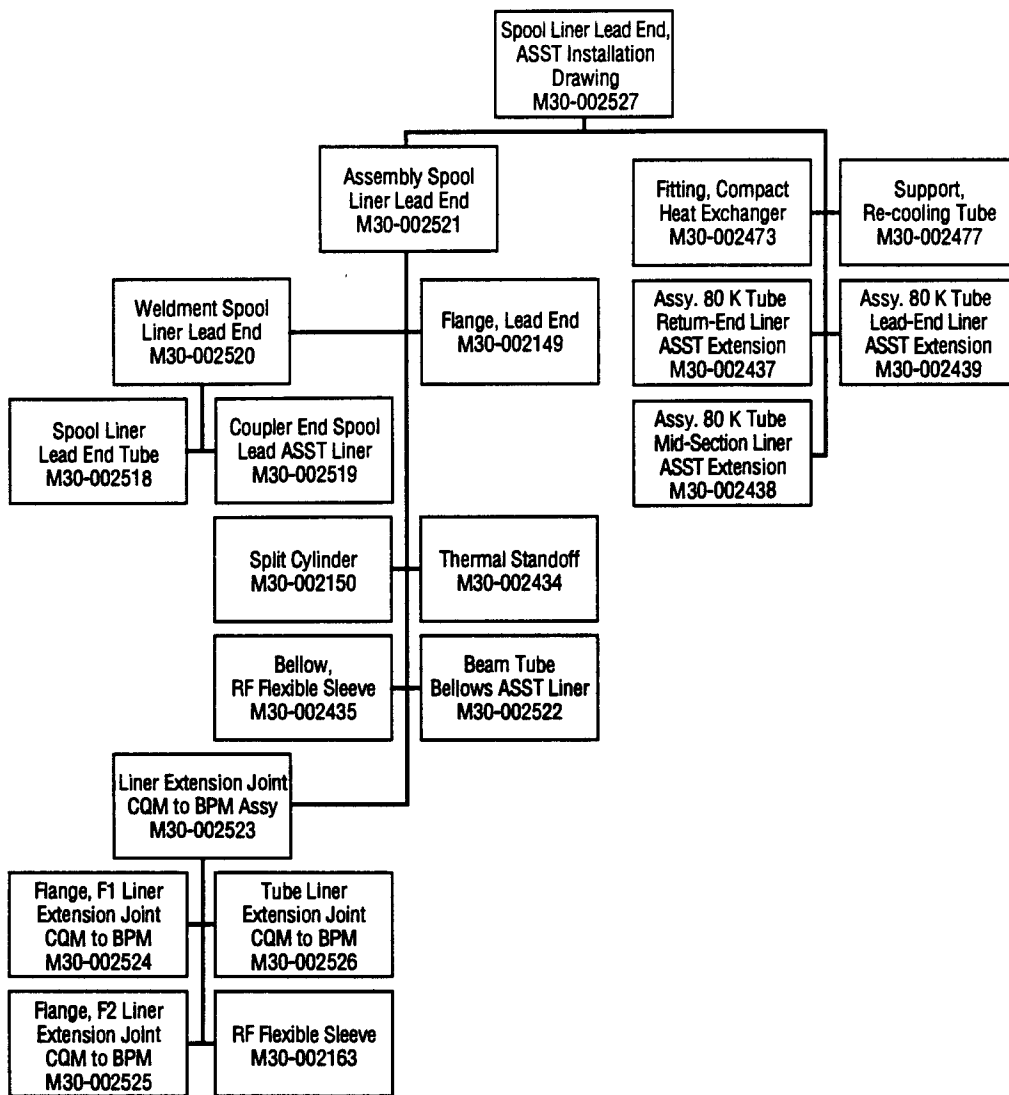 Spool Liner Lead End,
ASST Installation
Drawing
M30-002527
Assembly Spool
Liner Lead End
M30-002521
Fitting, Compact
Heat Exchanger
M30-002473
Support,
Re-cooling Tube
M30-002477
Weldment Spool
Liner Lead End
M30-002520
Flange, Lead End
M30-002149
Assy. 80 K Tube
Return-End Liner
ASST Extension
M30-002437
Assy. 80 K Tube
Lead-End Liner
ASST Extension
M30-002439
Spool Liner
Lead End Tube
M30-002518
Coupler End Spool
Lead ASST Liner
M30-002519
Assy. 80 K Tube
Mid-Section Liner
ASST Extension
M30-002438
Split Cylinder
M30-002150
Thermal Standoff
M30-002434
Bellow,
RF Flexible Sleeve
M30-002435
Beam Tube
Bellows ASST Liner
M30-002522
Liner Extension Joint
CQM to BPM Assy
M30-002523
Flange, F1 Liner
Extension Joint
CQM to BPM
M30-002524
Tube Liner
Extension Joint
CQM to BPM
M30-002526
Flange, F2 Liner
Extension Joint
CQM to BPM
M30-002525
RF Flexible Sleeve
M30-002163